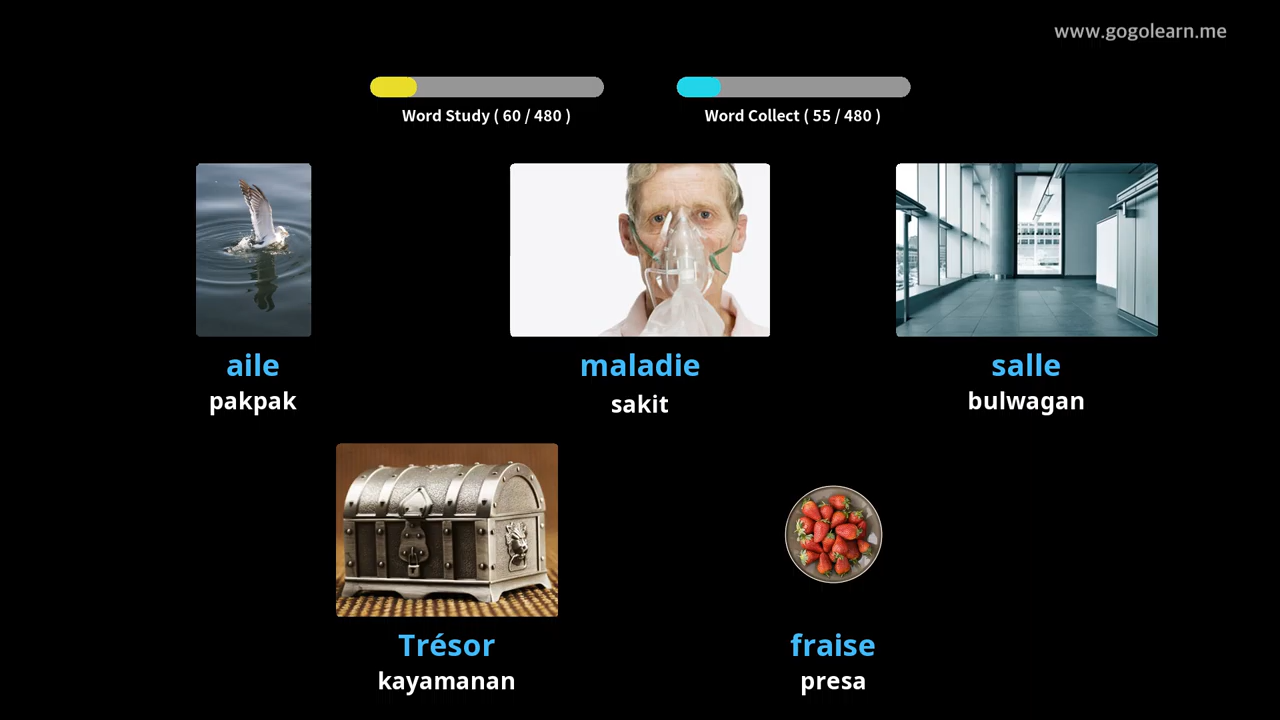 www.gogolearn.me
Word Study ( 60 / 480 )
Word Collect ( 55 / 480 )
aile
pakpak
maladie
sakit
salle
bulwagan
Trésor
kayamanan
fraise
presa